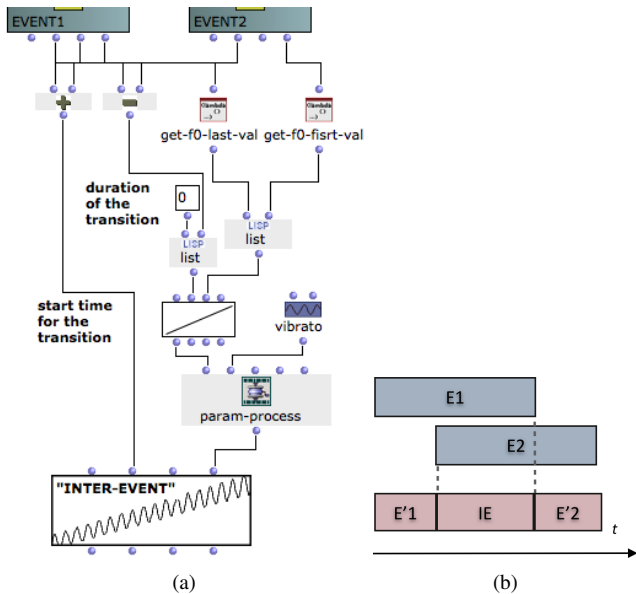 EVENT1
EVENT2
get-f0-last-val
get-f0-fisrt-val
duration
of the
transition
0
LISP
list
LISP
list
start time
for the
transition
vibrato
param-process
"INTER-EVENT"
E1
E2
E'1
IE
E'2
t
(a)
(b)